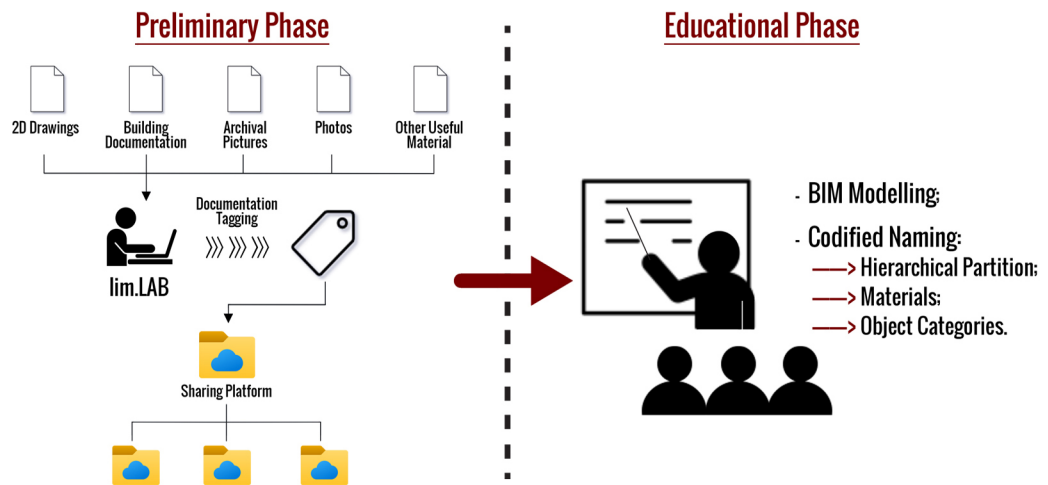 Preliminary Phase
2D Drawings
Building
Documentation
Archival
Pictures
Photos
Other Useful
Material
Documentation
Tagging
lim.LAB
Sharing Platform
Educational Phase
- BIM Modelling;
- Codified Naming:
Hierarchical Partition;
Materials;
Object Categories.